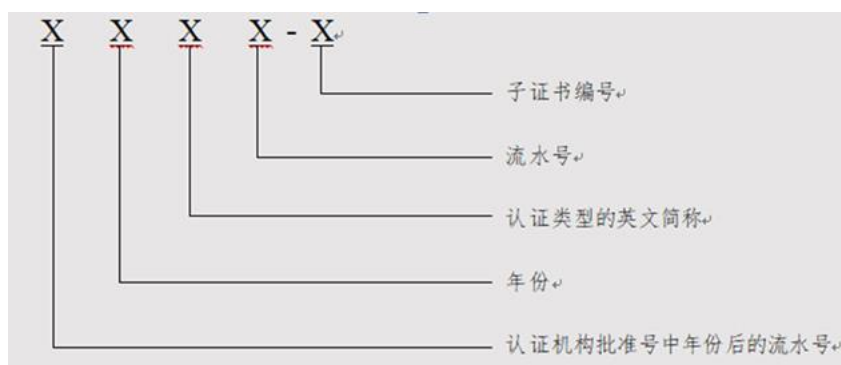 X X X X - X
子证书编号
流水号
认证类型的英文简称
年份
认证机构批准号中年份后的流水号